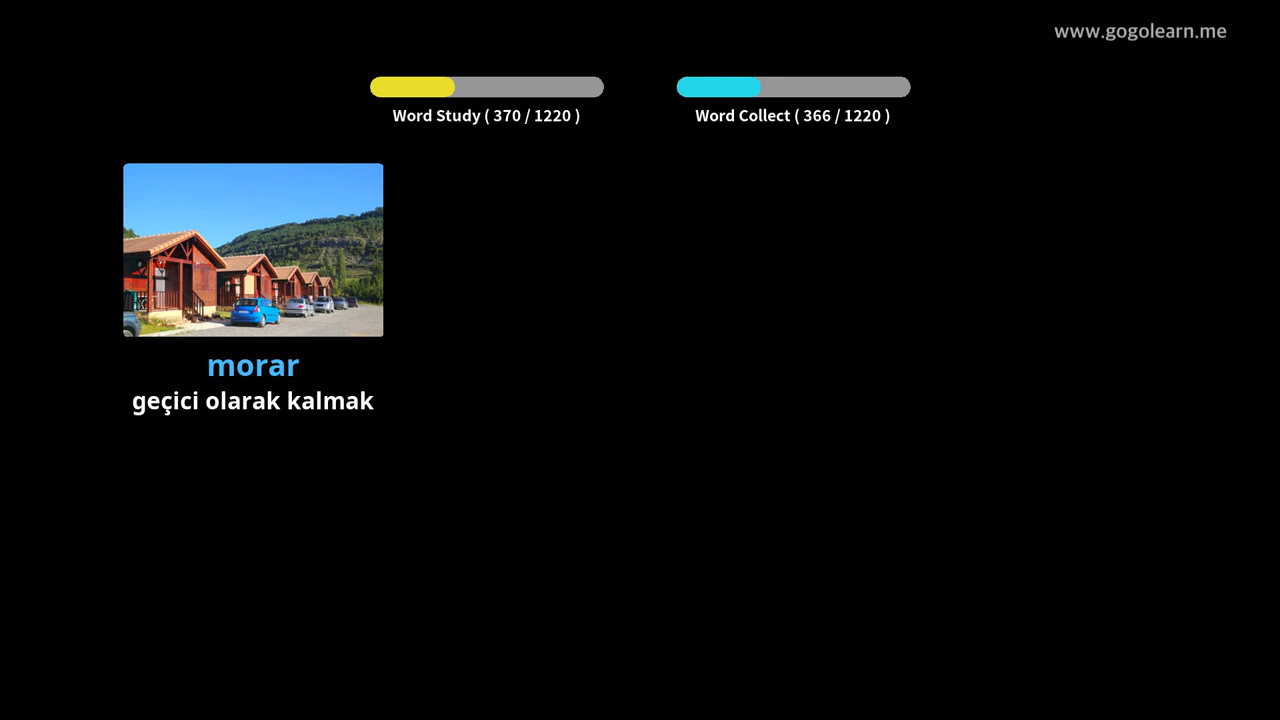 www.gogolearn.me
Word Study ( 370 / 1220 )
Word Collect ( 366 / 1220 )
morar
geçici olarak kalmak